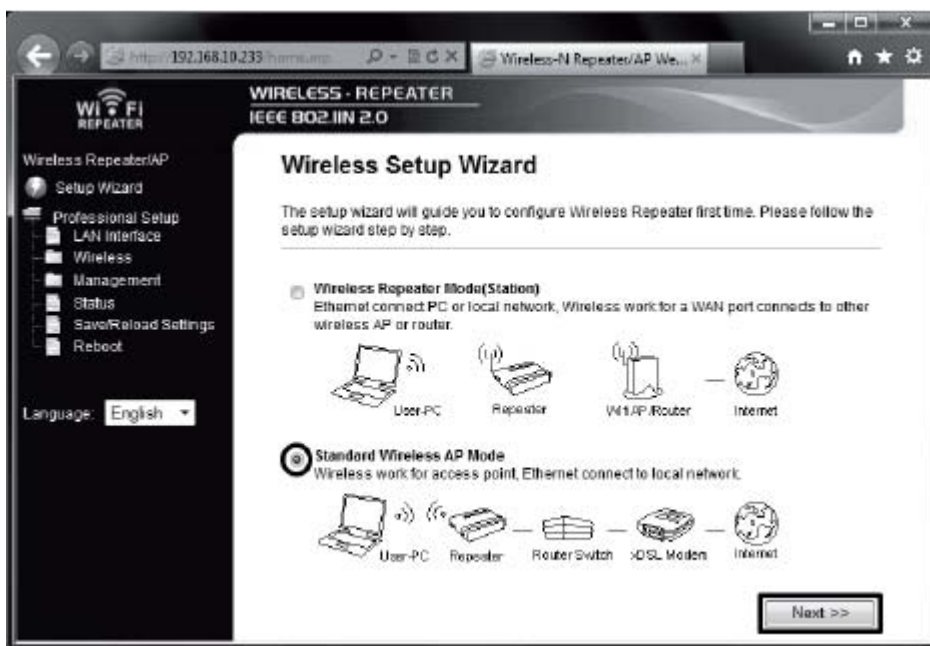 http://192.168.10.233/home.asp
Wireless-N Repeater/AP We...
WI FI
REPEATER
WIRELESS - REPEATER
IEEE 802.11N 2.0
Wireless Repeater/AP
Setup Wizard
Professional Setup
LAN Interface
Wireless
Management
Status
Save/Reload Settings
Reboot
Language: English
Wireless Setup Wizard
The setup wizard will guide you to configure Wireless Repeater first time. Please follow the
setup wizard step by step.
Wireless Repeater Mode(Station)
Ethernet connect PC or local network, Wireless work for a WAN port connects to other
wireless AP or router.
User-PC Repeater Wifi AP /Router Internet
Standard Wireless AP Mode
Wireless work for access point, Ethernet connect to local network.
User-PC Repeater Router Switch xDSL Modem Internet
Next >>